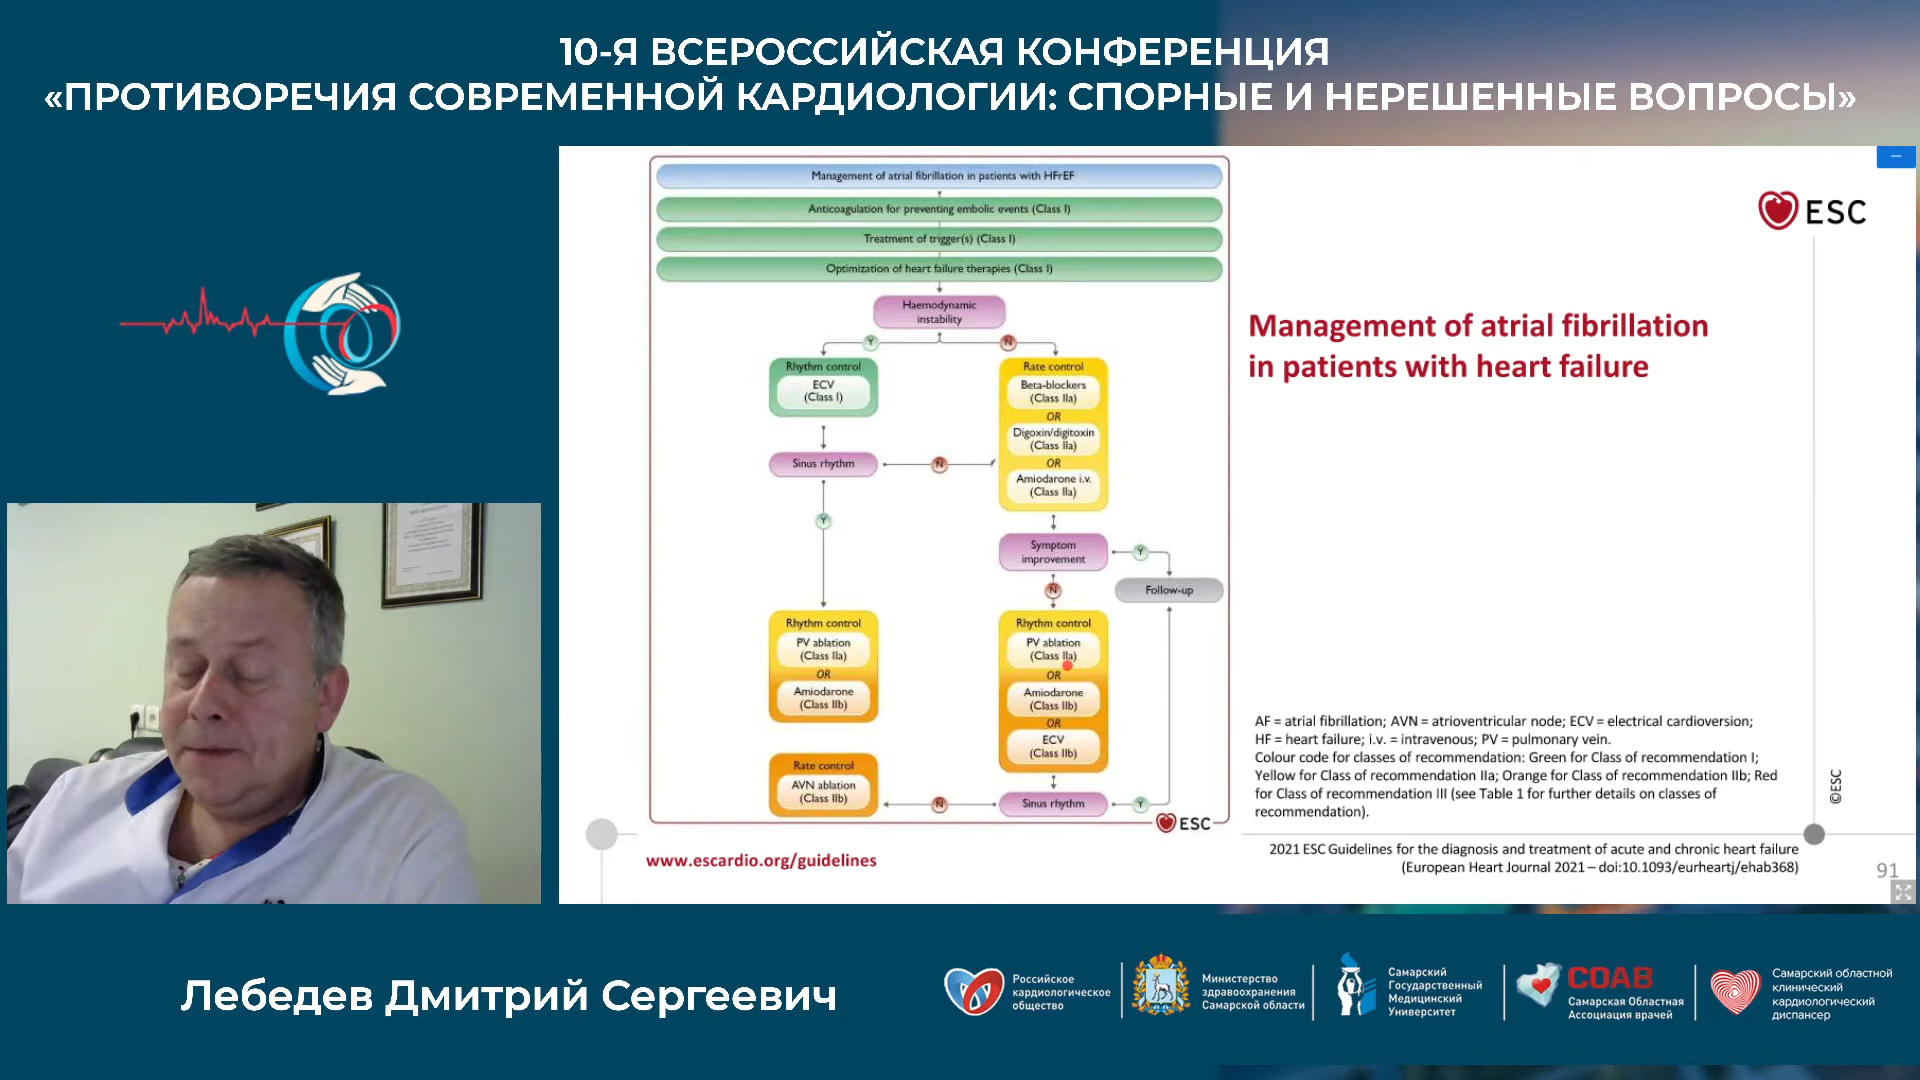 10-Я ВСЕРОССИЙСКАЯ КОНФЕРЕНЦИЯ
«ПРОТИВОРЕЧИЯ СОВРЕМЕННОЙ КАРДИОЛОГИИ: СПОРНЫЕ И НЕРЕШЕННЫЕ ВОПРОСЫ»
Management of atrial fibrillation in patients with HFrEF
Anticoagulation for preventing embolic events (Class I)
Treatment of trigger(s) (Class I)
Optimization of heart failure therapies (Class I)
Haemodynamic
instability
Y
N
Rhythm control
ECV
(Class I)
Rate control
Beta-blockers
(Class IIa)
OR
Digoxin/digitoxin
(Class IIa)
OR
Amiodarone i.v.
(Class IIa)
Sinus rhythm
N
Y
Symptom
improvement
Y
N
Follow-up
Rhythm control
PV ablation
(Class IIa)
OR
Amiodarone
(Class IIb)
Rhythm control
PV ablation
(Class IIa)
OR
Amiodarone
(Class IIb)
OR
ECV
(Class IIb)
Rate control
AVN ablation
(Class IIb)
N
Sinus rhythm
Y
ESC
www.escardio.org/guidelines
ESC
Management of atrial fibrillation
in patients with heart failure
AF = atrial fibrillation; AVN = atrioventricular node; ECV = electrical cardioversion;
HF = heart failure; i.v. = intravenous; PV = pulmonary vein.
Colour code for classes of recommendation: Green for Class of recommendation I;
Yellow for Class of recommendation IIa; Orange for Class of recommendation IIb; Red
for Class of recommendation III (see Table 1 for further details on classes of
recommendation).
©ESC
2021 ESC Guidelines for the diagnosis and treatment of acute and chronic heart failure
(European Heart Journal 2021 – doi:10.1093/eurheartj/ehab368)
91
Лебедев Дмитрий Сергеевич
Российское
кардиологическое
общество
Министерство
здравоохранения
Самарской области
Самарский
Государственный
Медицинский
Университет
СОАВ
Самарская Областная
Ассоциация врачей
Самарский областной
клинический
кардиологический
диспансер